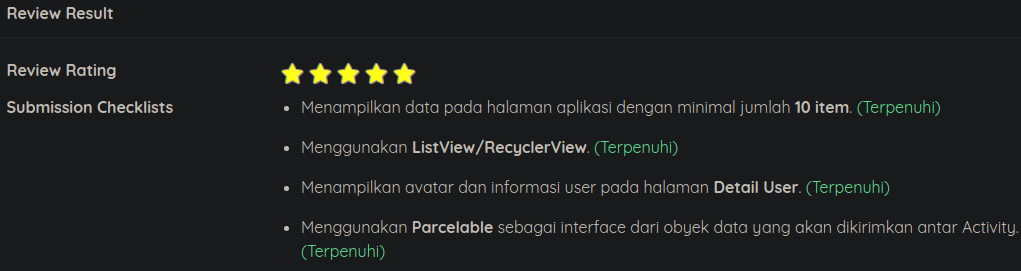 Review Result
Review Rating
Submission Checklists
Menampilkan data pada halaman aplikasi dengan minimal jumlah 10 item. (Terpenuhi)
Menggunakan ListView/RecyclerView. (Terpenuhi)
Menampilkan avatar dan informasi user pada halaman Detail User. (Terpenuhi)
Menggunakan Parcelable sebagai interface dari obyek data yang akan dikirimkan antar Activity.
(Terpenuhi)